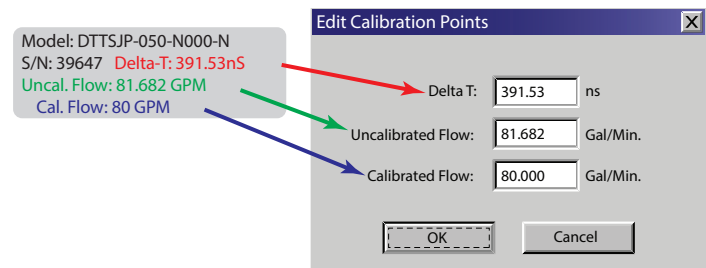 Model: DTTSJP-050-N000-N
S/N: 39647 Delta-T: 391.53nS
Uncal. Flow: 81.682 GPM
Cal. Flow: 80 GPM
Edit Calibration Points X
Delta T: 391.53 ns
Uncalibrated Flow: 81.682 Gal/Min.
Calibrated Flow: 80.000 Gal/Min.
OK Cancel